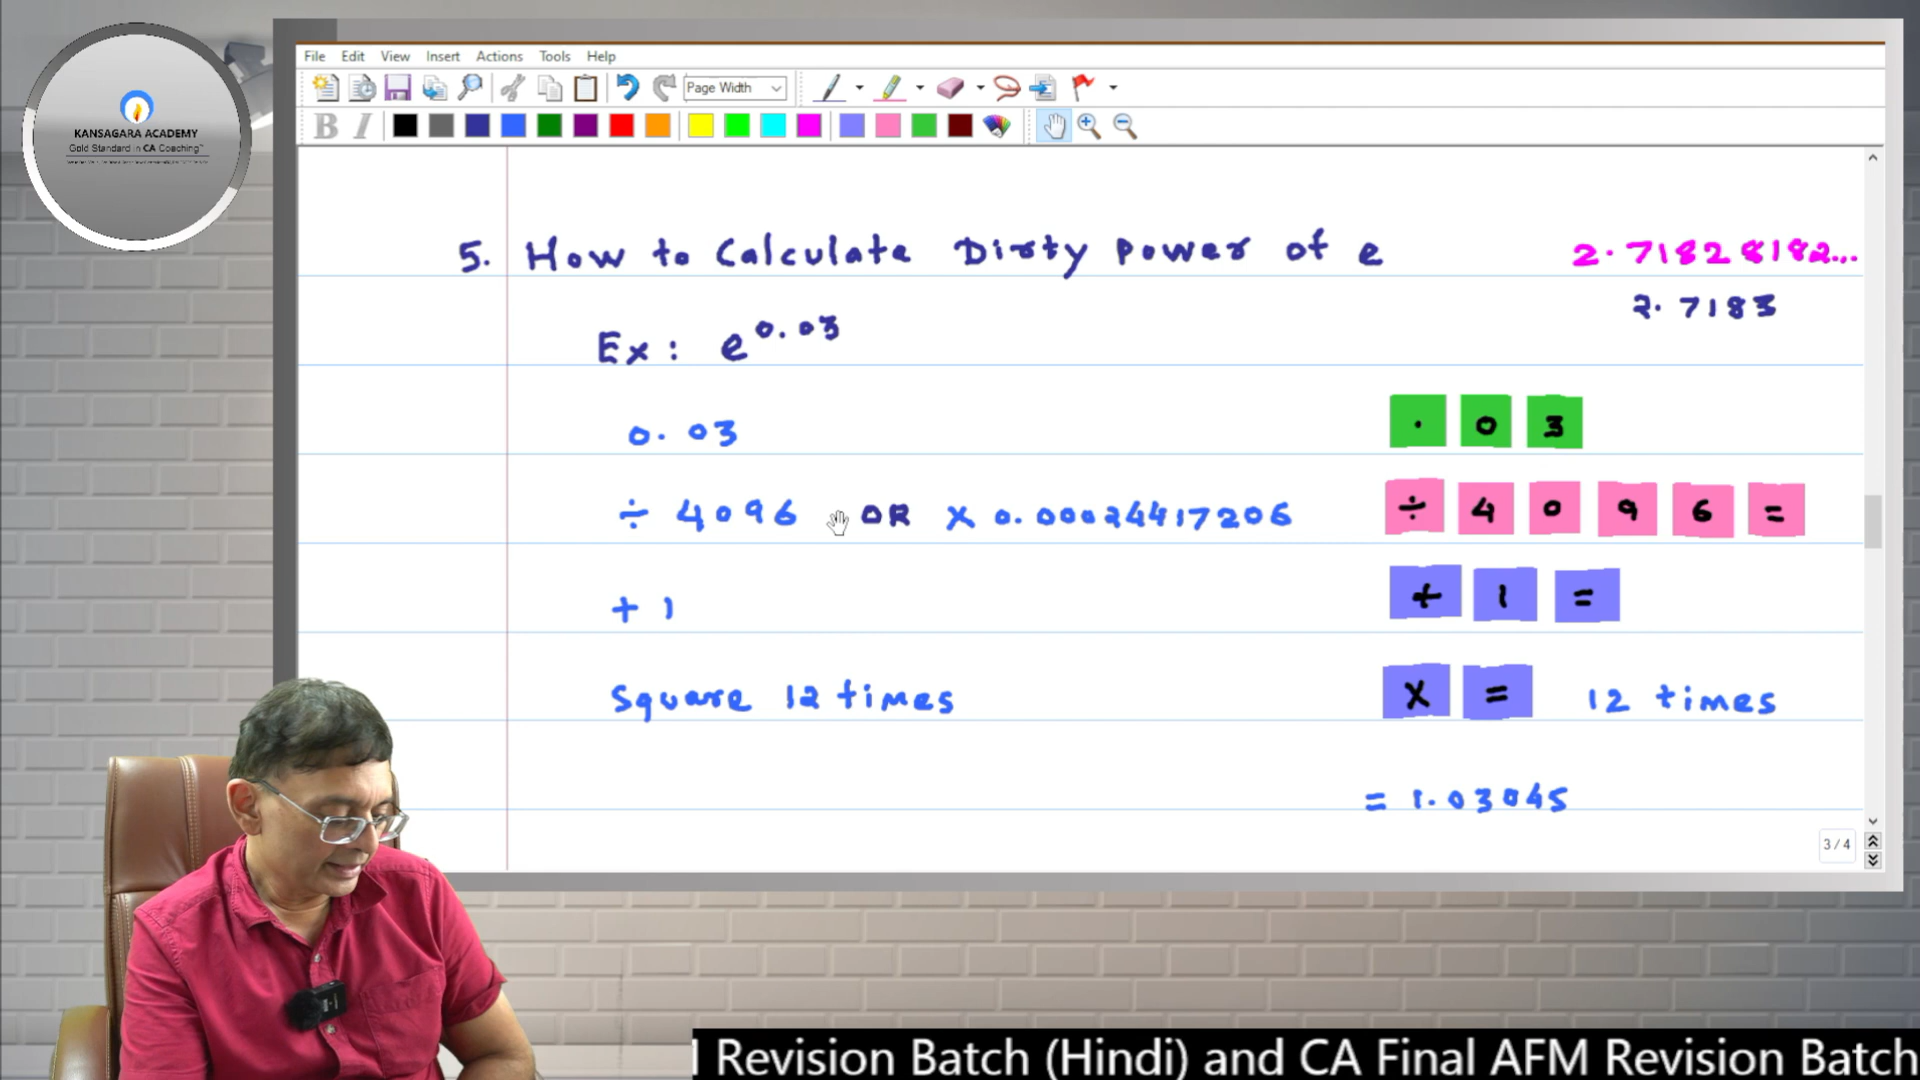 KANSAGARA ACADEMY
Gold Standard in CA Coaching™
File Edit View Insert Actions Tools Help
Page Width
B I
5. How to Calculate Dirty Power of e 2.71828182...
2.7183
Ex: e^0.03
0.03 . 0 3
÷ 4096 OR × 0.00024417206 ÷ 4 0 9 6 =
+ 1 + 1 =
Square 12 times × = 12 times
= 1.03045
3 / 4
Revision Batch (Hindi) and CA Final AFM Revision Batch